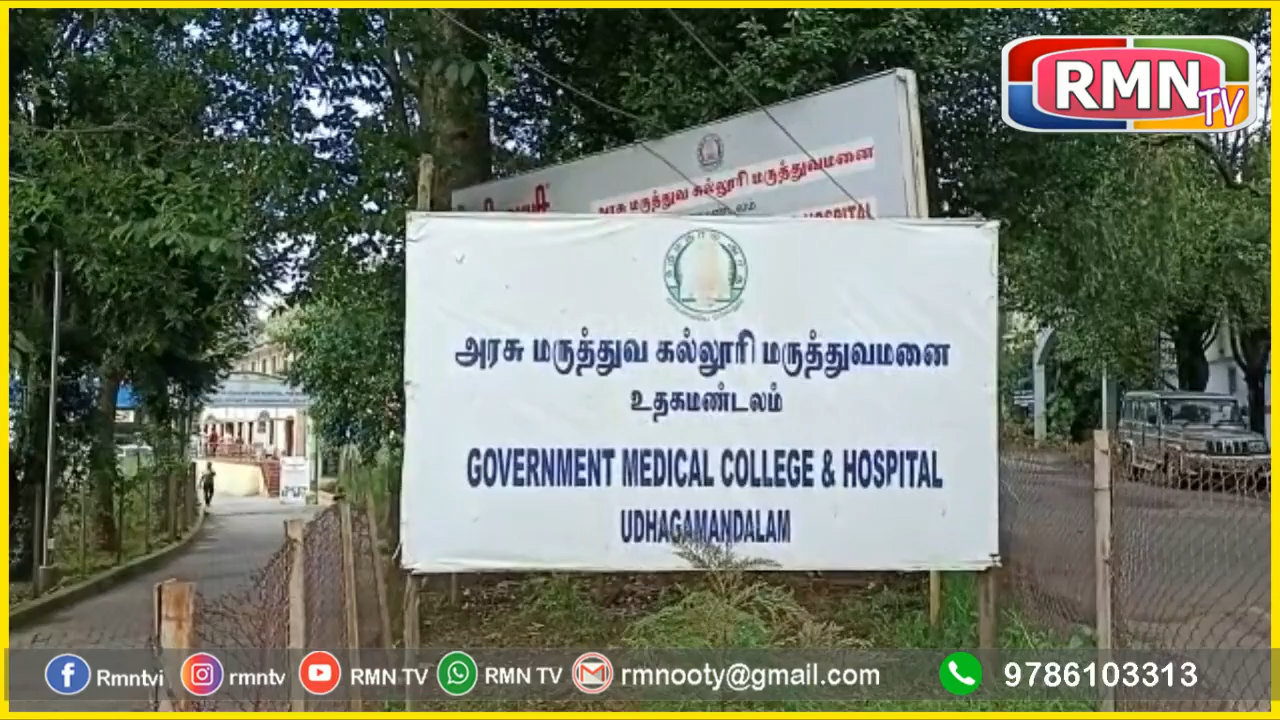 RMN
TV
அரசு மருத்துவ கல்லூரி மருத்துவமனை
HOSPITAL
அரசு மருத்துவ கல்லூரி மருத்துவமனை
உதகமண்டலம்
GOVERNMENT MEDICAL COLLEGE & HOSPITAL
UDHAGAMANDALAM
Rmntvi rmntv RMN TV RMN TV rmnooty@gmail.com 9786103313